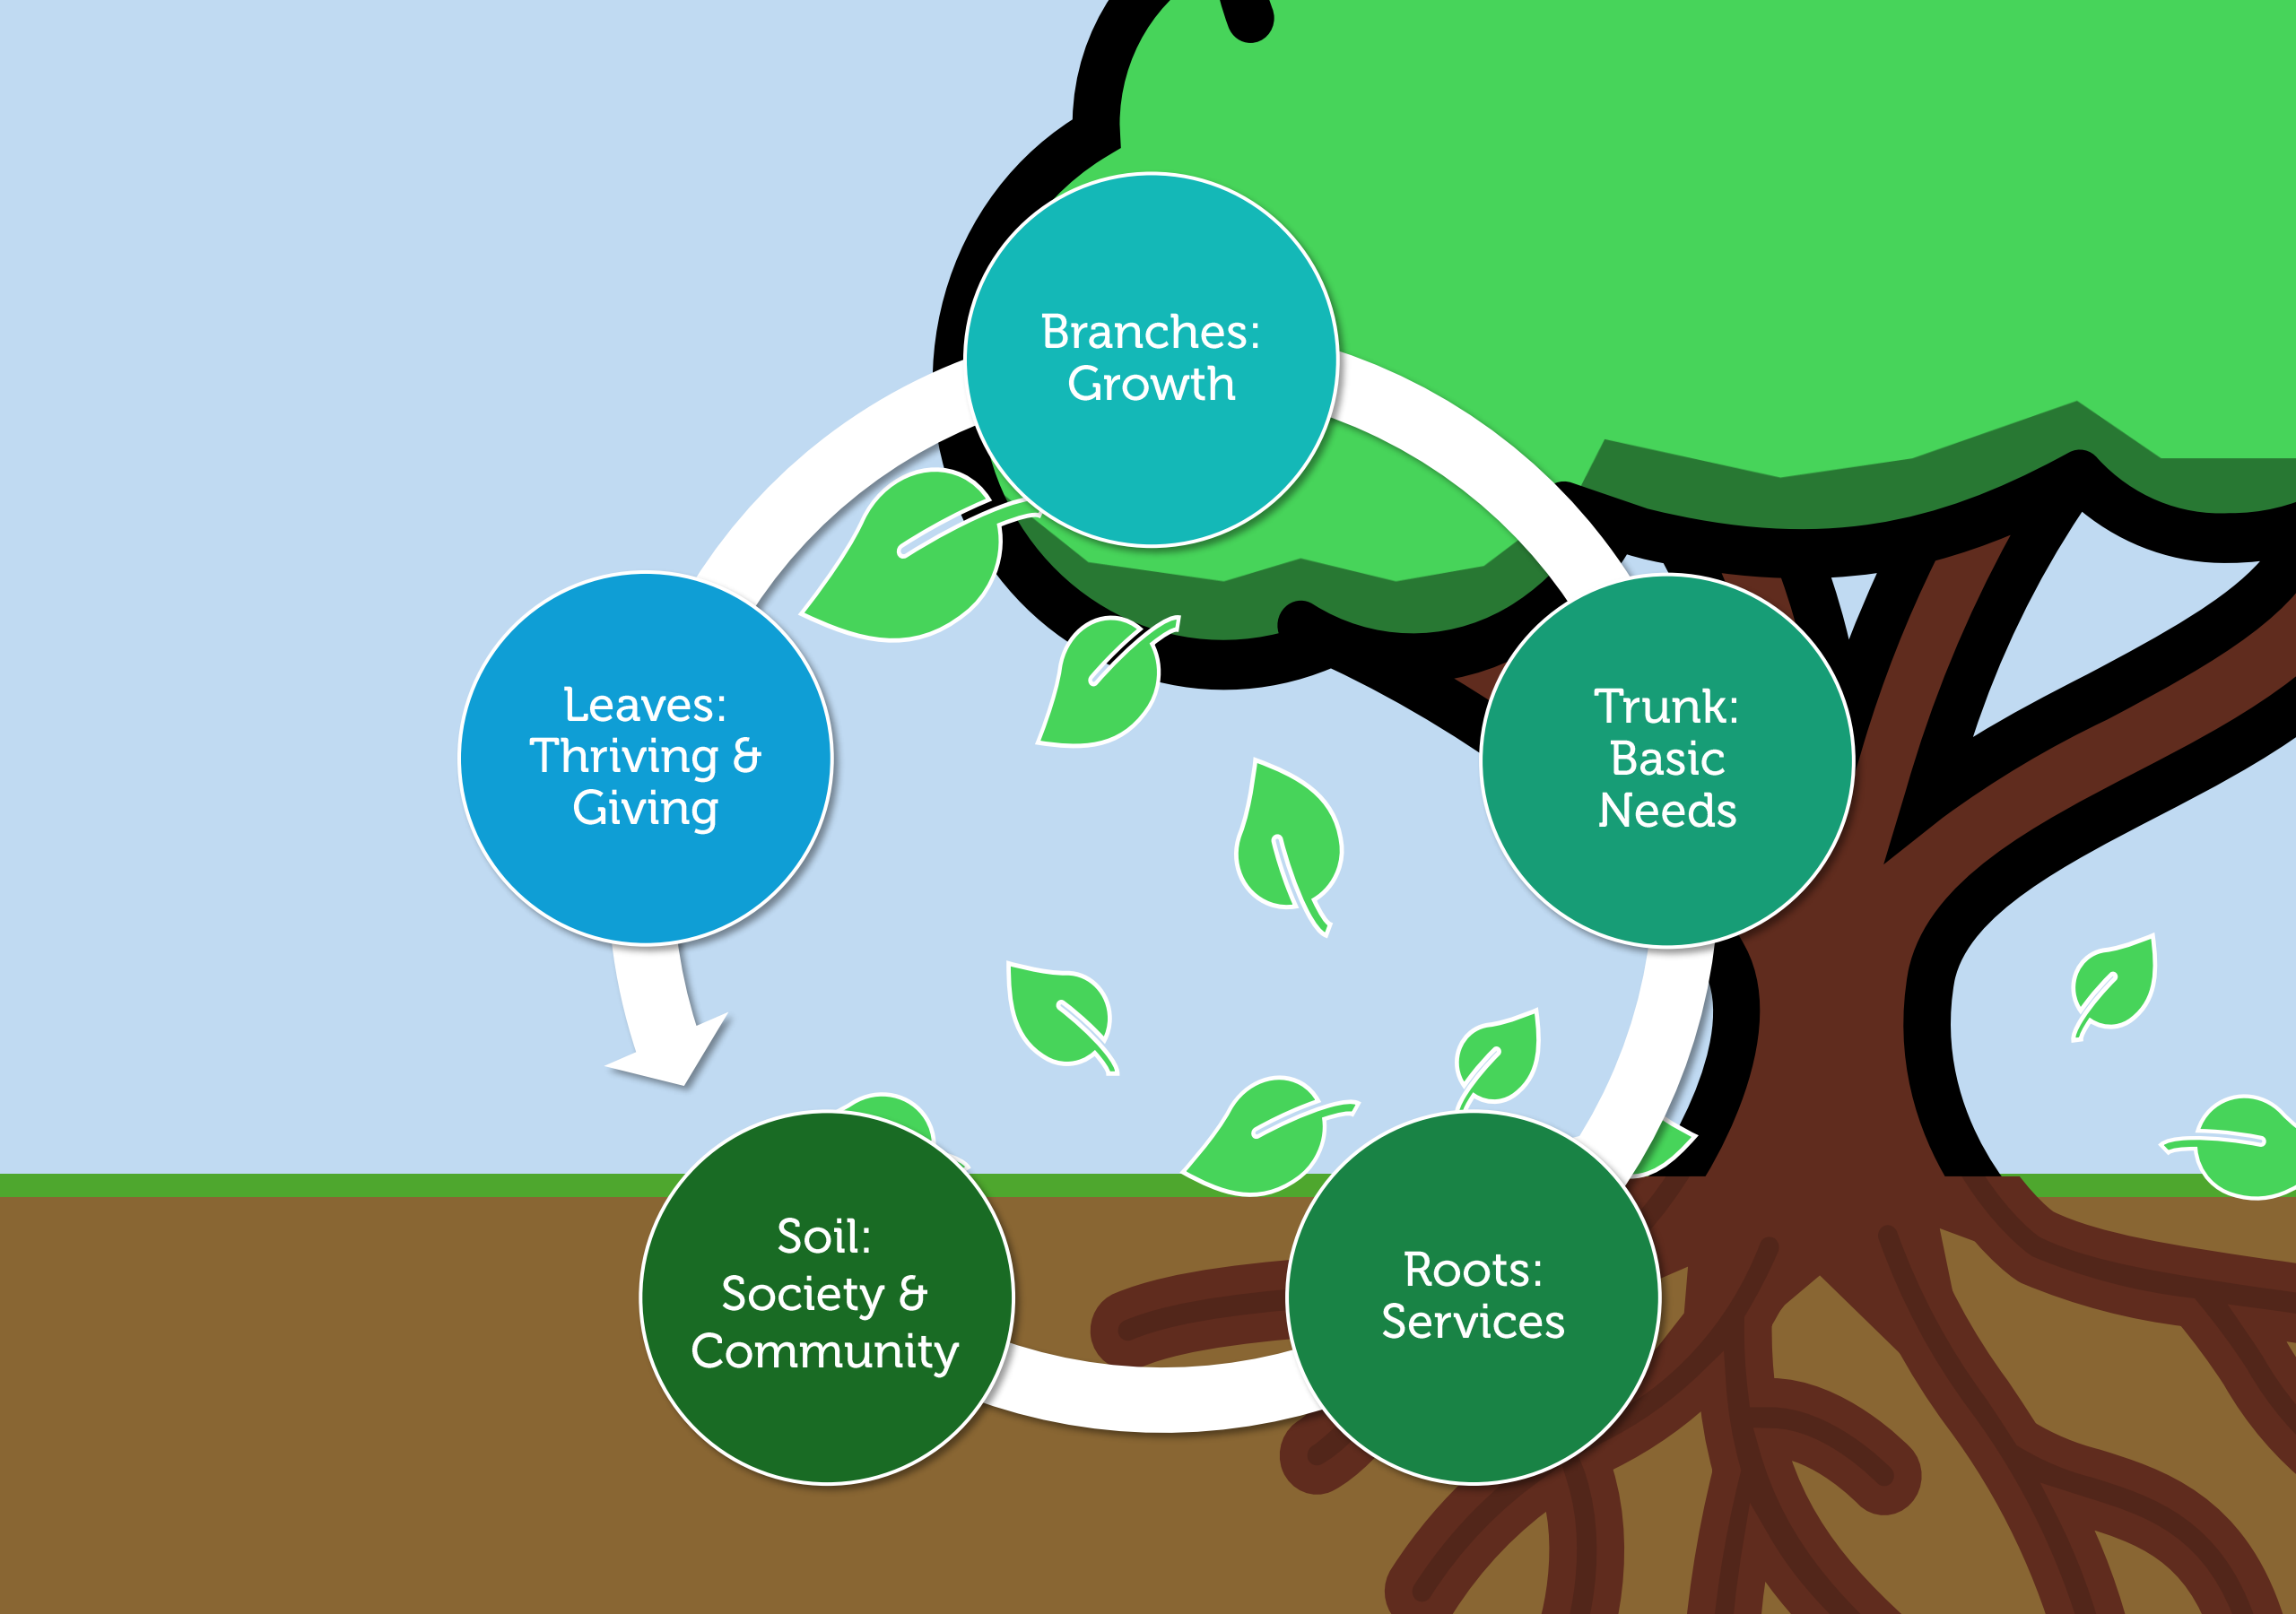 Branches:
Growth
Leaves:
Thriving &
Giving
Trunk:
Basic
Needs
Soil:
Society &
Community
Roots:
Services